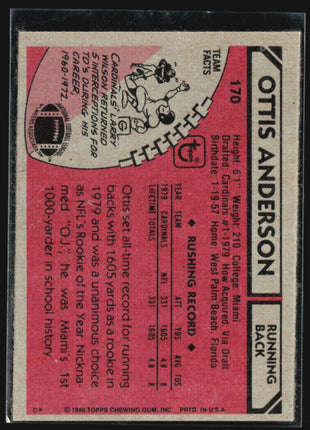 170
OTTIS ANDERSON
RUNNING
BACK
Height: 6'1" Weight: 210 College: Miami
Drafted: Cardinals #1-1979 How Acquired: Via Draft
Birthdate: 1-19-57 Home: West Palm Beach, Florida
TEAM
FACTS
CARDINALS' LARRY
WILSON RETURNED
5 INTERCEPTIONS FOR
TD'S DURING HIS
CAREER,
1960-1972.
topps
◆ RUSHING RECORD ◆
YEAR TEAM ATT YDS AVG. TDS
1979 CARDINALS NFL 331 1605 4.8 8
LIFETIME TOTALS 331 1605 4.8 8
Ottis set all-time record for running
backs with 1605 yards as a rookie in
1979 and was a unanimous choice
as NFL's Rookie of the Year. Nickna-
med "O.J.," he was Miami's 1st
1000-yarder in school history.
© 1980 TOPPS CHEWING GUM, INC. PRTD. IN U.S.A.